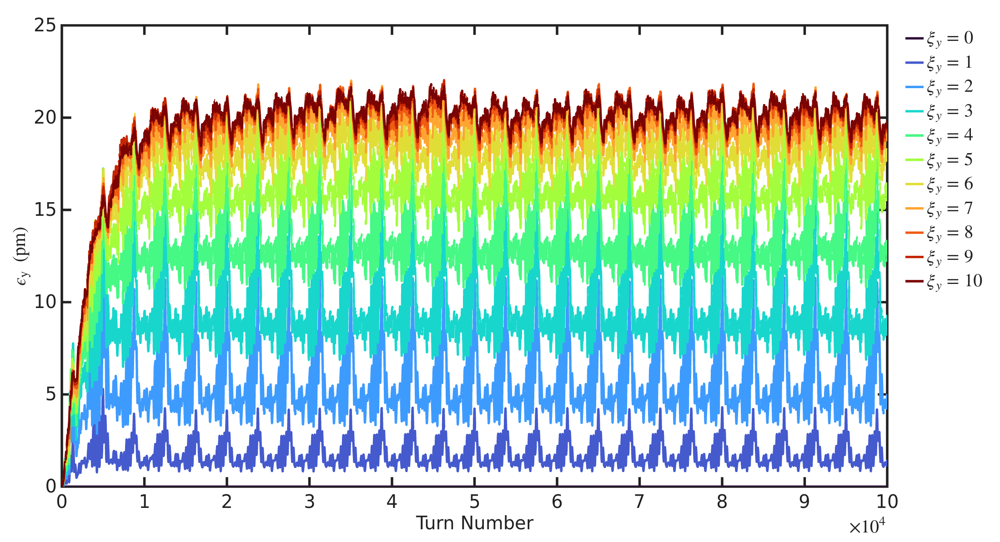 25
20
15
10
5
0
ϵy (pm)
0 1 2 3 4 5 6 7 8 9 10
Turn Number
×10⁴
ξy = 0
ξy = 1
ξy = 2
ξy = 3
ξy = 4
ξy = 5
ξy = 6
ξy = 7
ξy = 8
ξy = 9
ξy = 10